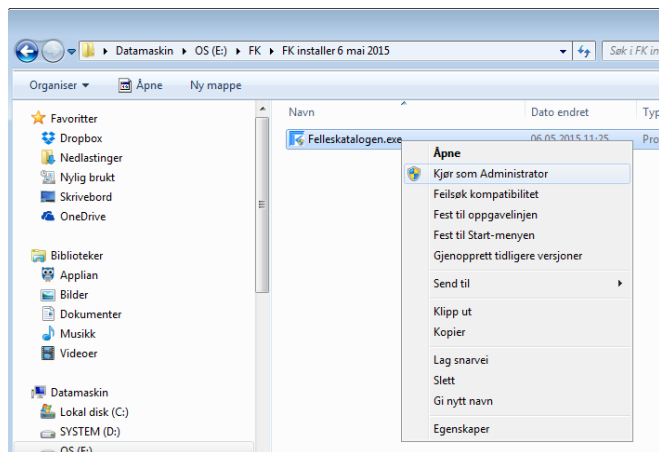 Datamaskin ▸ OS (E:) ▸ FK ▸ FK installer 6 mai 2015
Søk i FK in
Organiser Åpne Ny mappe
Favoritter
Dropbox
Nedlastinger
Nylig brukt
Skrivebord
OneDrive
Biblioteker
Applian
Bilder
Dokumenter
Musikk
Videoer
Datamaskin
Lokal disk (C:)
SYSTEM (D:)
OS (E:)
Navn Dato endret Typ
Felleskatalogen.exe 06.05.2015 11:25 Pro
Åpne
Kjør som Administrator
Feilsøk kompatibilitet
Fest til oppgavelinjen
Fest til Start-menyen
Gjenopprett tidligere versjoner
Send til
Klipp ut
Kopier
Lag snarvei
Slett
Gi nytt navn
Egenskaper